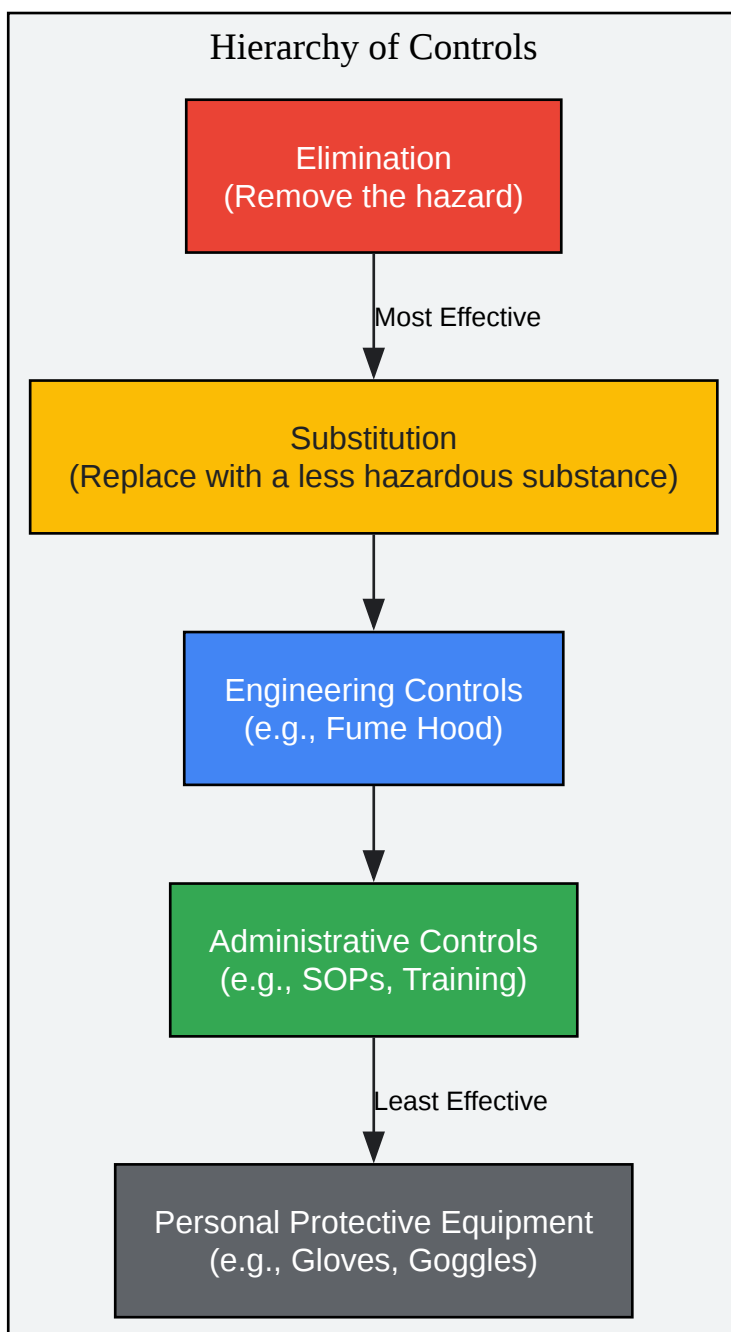 Hierarchy of Controls
Elimination
(Remove the hazard)
Most Effective
Substitution
(Replace with a less hazardous substance)
Engineering Controls
(e.g., Fume Hood)
Administrative Controls
(e.g., SOPs, Training)
Least Effective
Personal Protective Equipment
(e.g., Gloves, Goggles)